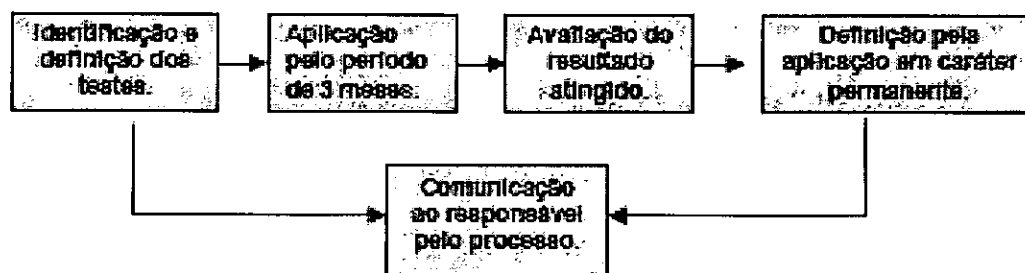 Identificação e
definição dos
testes.
Aplicação
pelo período
de 3 meses.
Avaliação do
resultado
atingido.
Definição pela
aplicação em caráter
permanente.
Comunicação
ao responsável
pelo processo.